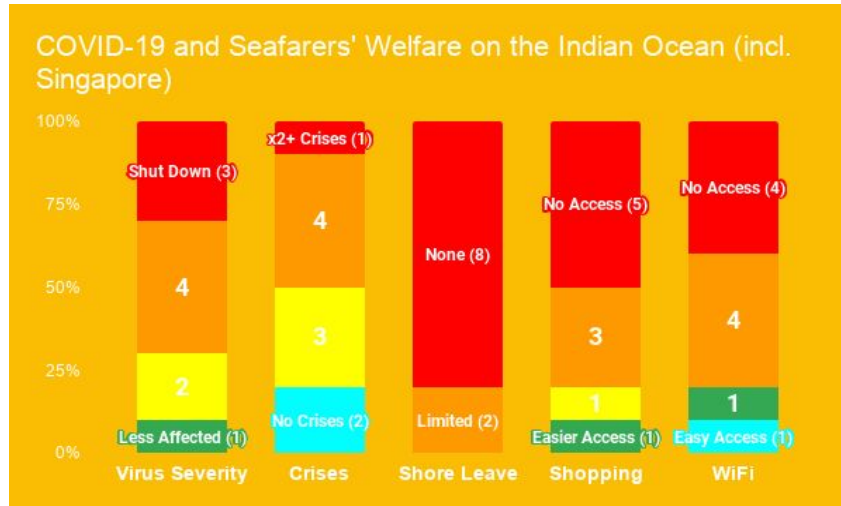 COVID-19 and Seafarers' Welfare on the Indian Ocean (incl.
Singapore)
100%
75%
50%
25%
0%
Shut Down (3)
4
2
Less Affected (1)
Virus Severity
x2+ Crises (1)
4
3
No Crises (2)
Crises
None (8)
Limited (2)
Shore Leave
No Access (5)
3
1
Easier Access (1)
Shopping
No Access (4)
4
1
Easy Access (1)
WiFi